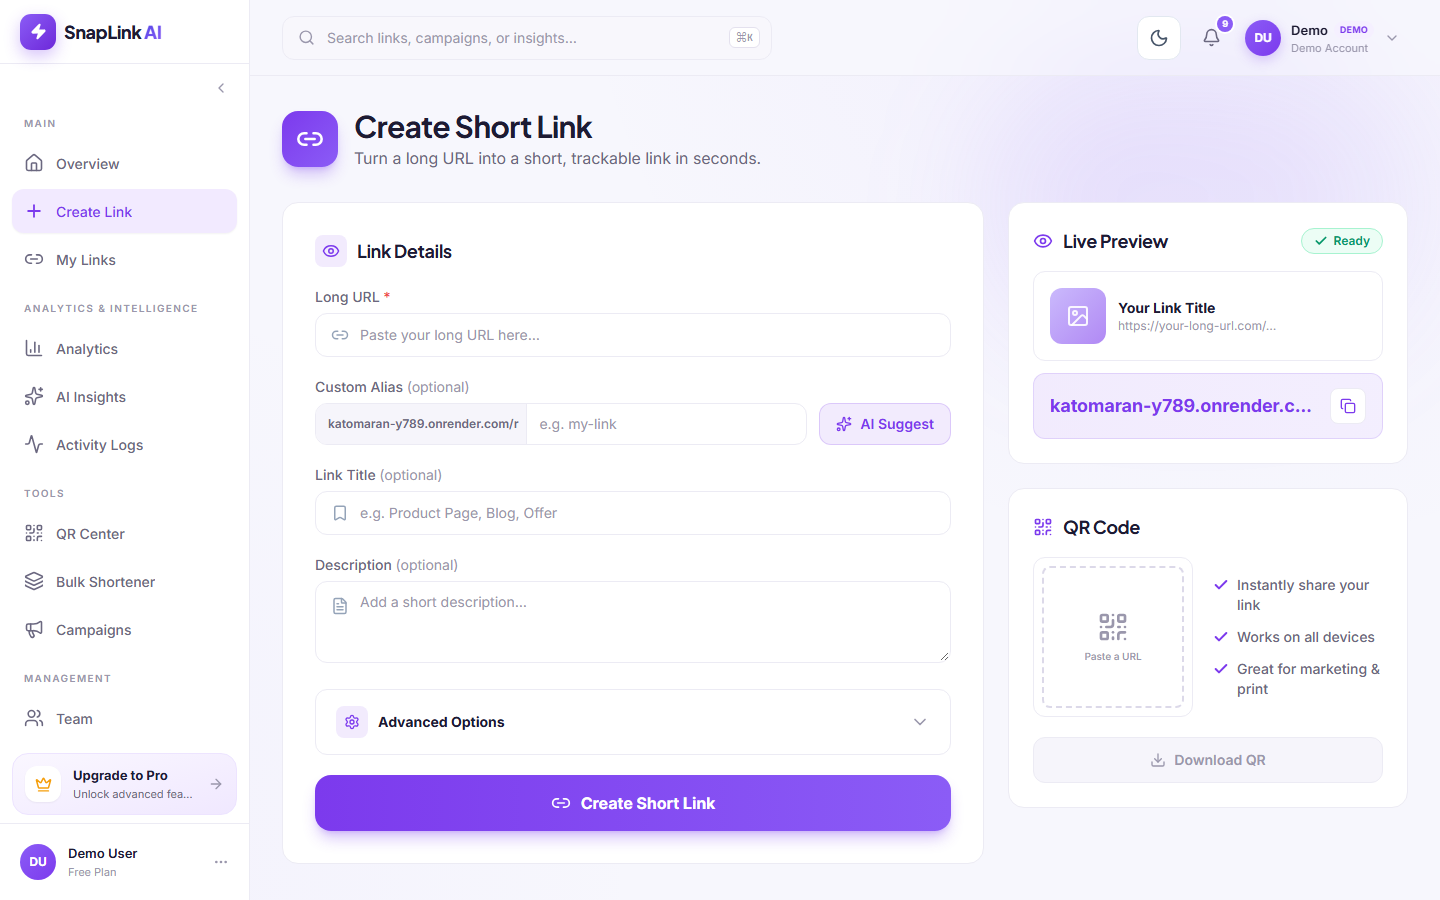 SnapLink AI
Search links, campaigns, or insights...
⌘K
9
DU
Demo DEMO
Demo Account
MAIN
Overview
Create Link
My Links
ANALYTICS & INTELLIGENCE
Analytics
AI Insights
Activity Logs
TOOLS
QR Center
Bulk Shortener
Campaigns
MANAGEMENT
Team
Upgrade to Pro
Unlock advanced fea...
DU
Demo User
Free Plan
Create Short Link
Turn a long URL into a short, trackable link in seconds.
Link Details
Long URL *
Paste your long URL here...
Custom Alias (optional)
katomaran-y789.onrender.com/r
e.g. my-link
AI Suggest
Link Title (optional)
e.g. Product Page, Blog, Offer
Description (optional)
Add a short description...
Advanced Options
Create Short Link
Live Preview
Ready
Your Link Title
https://your-long-url.com/...
katomaran-y789.onrender.c...
QR Code
Paste a URL
Instantly share your
link
Works on all devices
Great for marketing &
print
Download QR